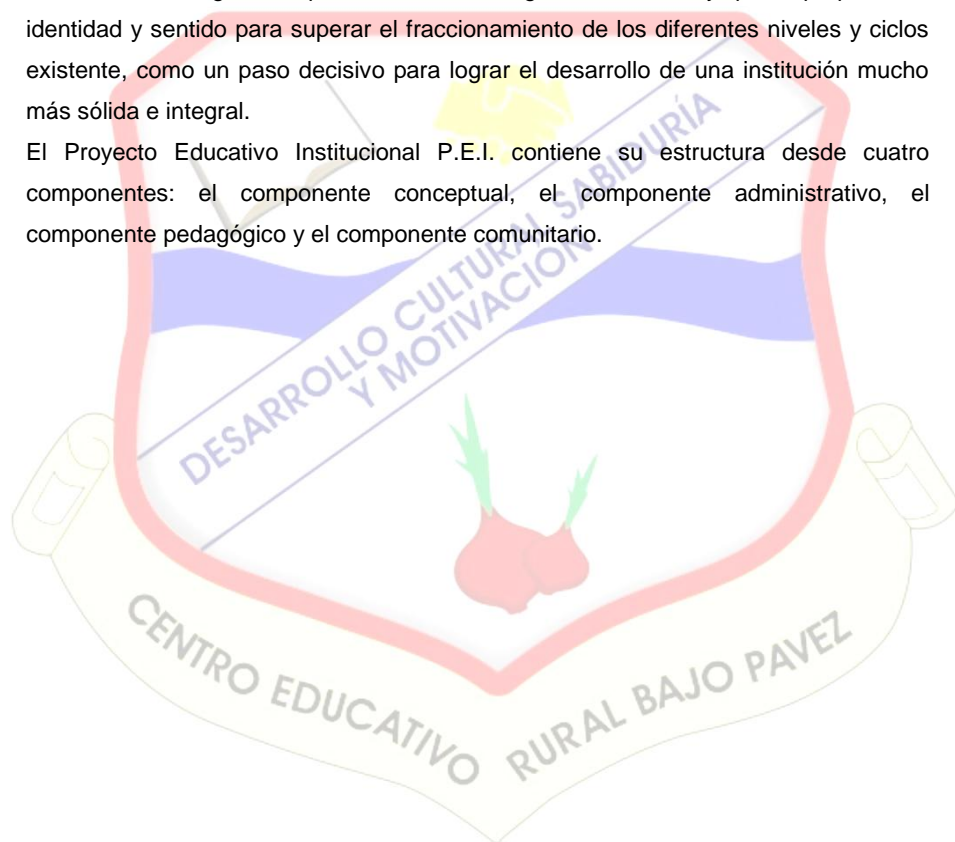 identidad y sentido para superar el fraccionamiento de los diferentes niveles y ciclos
existente, como un paso decisivo para lograr el desarrollo de una institución mucho
más sólida e integral.
El Proyecto Educativo Institucional P.E.I. contiene su estructura desde cuatro
componentes: el componente conceptual, el componente administrativo, el
componente pedagógico y el componente comunitario.
DESARROLLO CULTURAL SABIDURÍA
Y MOTIVACIÓN
CENTRO EDUCATIVO RURAL BAJO PAVEZ